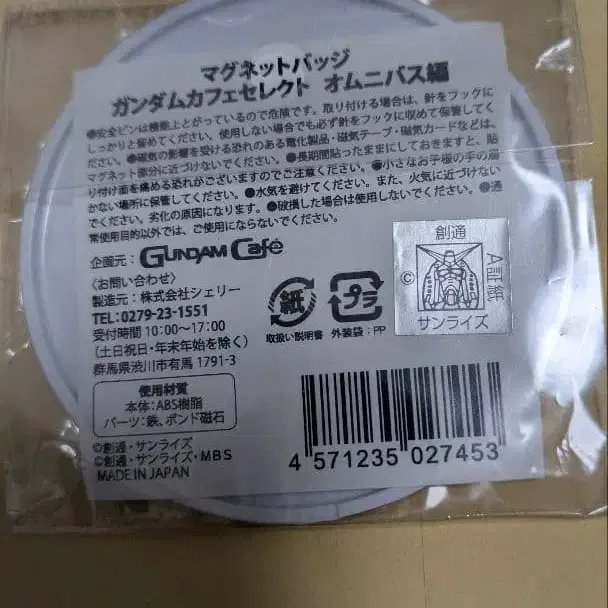 マグネットバッジ
ガンダムカフェセレクト オムニバス編
●安全ピンは機能上とがっているので危険です。取り付ける場合は、針をフックに
しっかりと留めてください。使用しない場合でも必ず針をフックに収めて保管してく
ださい。●磁気の影響を受ける恐れのある電化製品・磁気テープ・磁気カードなどは、
マグネット部分に近づけないでください。●長期間貼ったままにしておきますと、貼
り付け面を痛める恐れがございますのでご注意ください。●小さなお子様の手の届
かない場所に保管してください。●水気を避けてください。また、火気に近づけない
でください。劣化の原因になります。●破損した場合は使用しないでください。●通
常使用目的以外では、ご使用にならないでください。
企画元：GUNDAM Café
〈お問い合わせ〉
製造元：株式会社シェリー
TEL:0279-23-1551
受付時間 10:00〜17:00
（土日祝日・年末年始を除く）
群馬県渋川市有馬 1791-3
紙
取扱い説明書
プラ
外装袋：PP
創通
©
A証紙
サンライズ
使用材質
本体：ABS樹脂
パーツ：鉄、ボンド磁石
©創通・サンライズ
©創通・サンライズ・MBS
MADE IN JAPAN
4 571235 027453